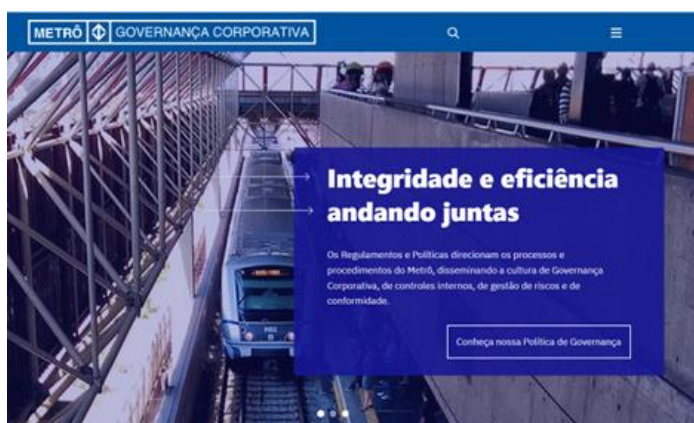 METRÔ GOVERNANÇA CORPORATIVA
Integridade e eficiência
andando juntas
Os Regulamentos e Políticas direcionam os processos e
procedimentos do Metrô, disseminando a cultura de Governança
Corporativa, de controles internos, de gestão de riscos e de
conformidade.
Conheça nossa Política de Governança